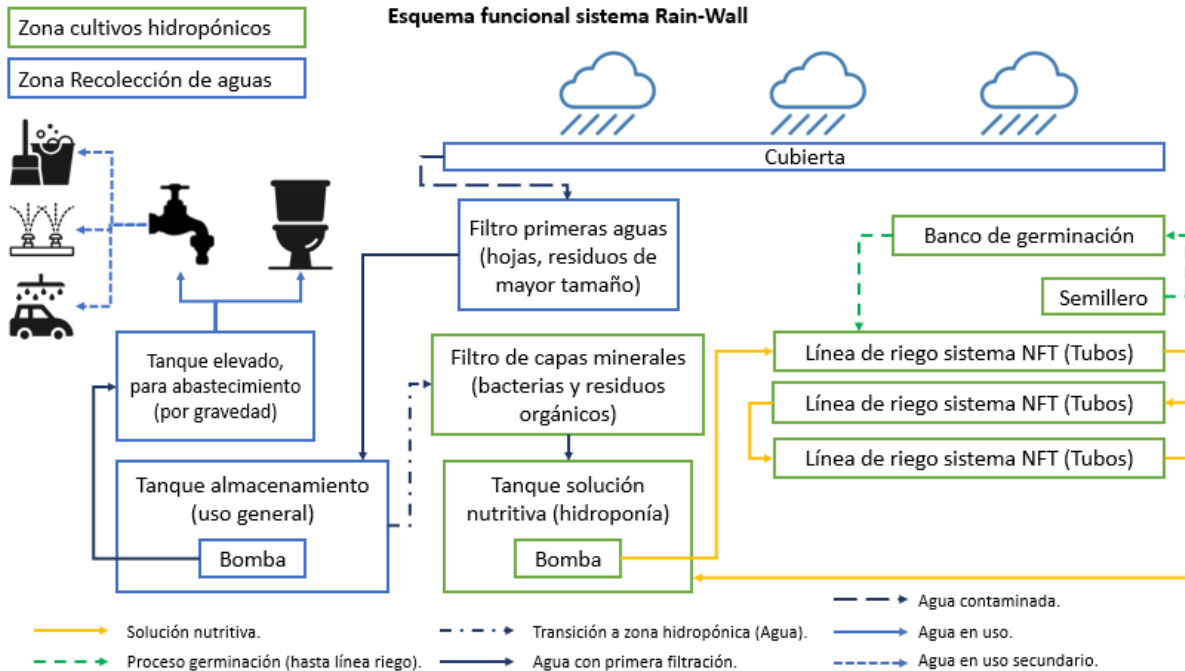 Esquema funcional sistema Rain-Wall
Zona cultivos hidropónicos
Zona Recolección de aguas
Cubierta
Filtro primeras aguas
(hojas, residuos de
mayor tamaño)
Banco de germinación
Semillero
Tanque elevado,
para abastecimiento
(por gravedad)
Filtro de capas minerales
(bacterias y residuos
orgánicos)
Línea de riego sistema NFT (Tubos)
Línea de riego sistema NFT (Tubos)
Línea de riego sistema NFT (Tubos)
Tanque almacenamiento
(uso general)
Bomba
Tanque solución
nutritiva (hidroponía)
Bomba
Solución nutritiva.
Proceso germinación (hasta línea riego).
Transición a zona hidropónica (Agua).
Agua con primera filtración.
Agua contaminada.
Agua en uso.
Agua en uso secundario.